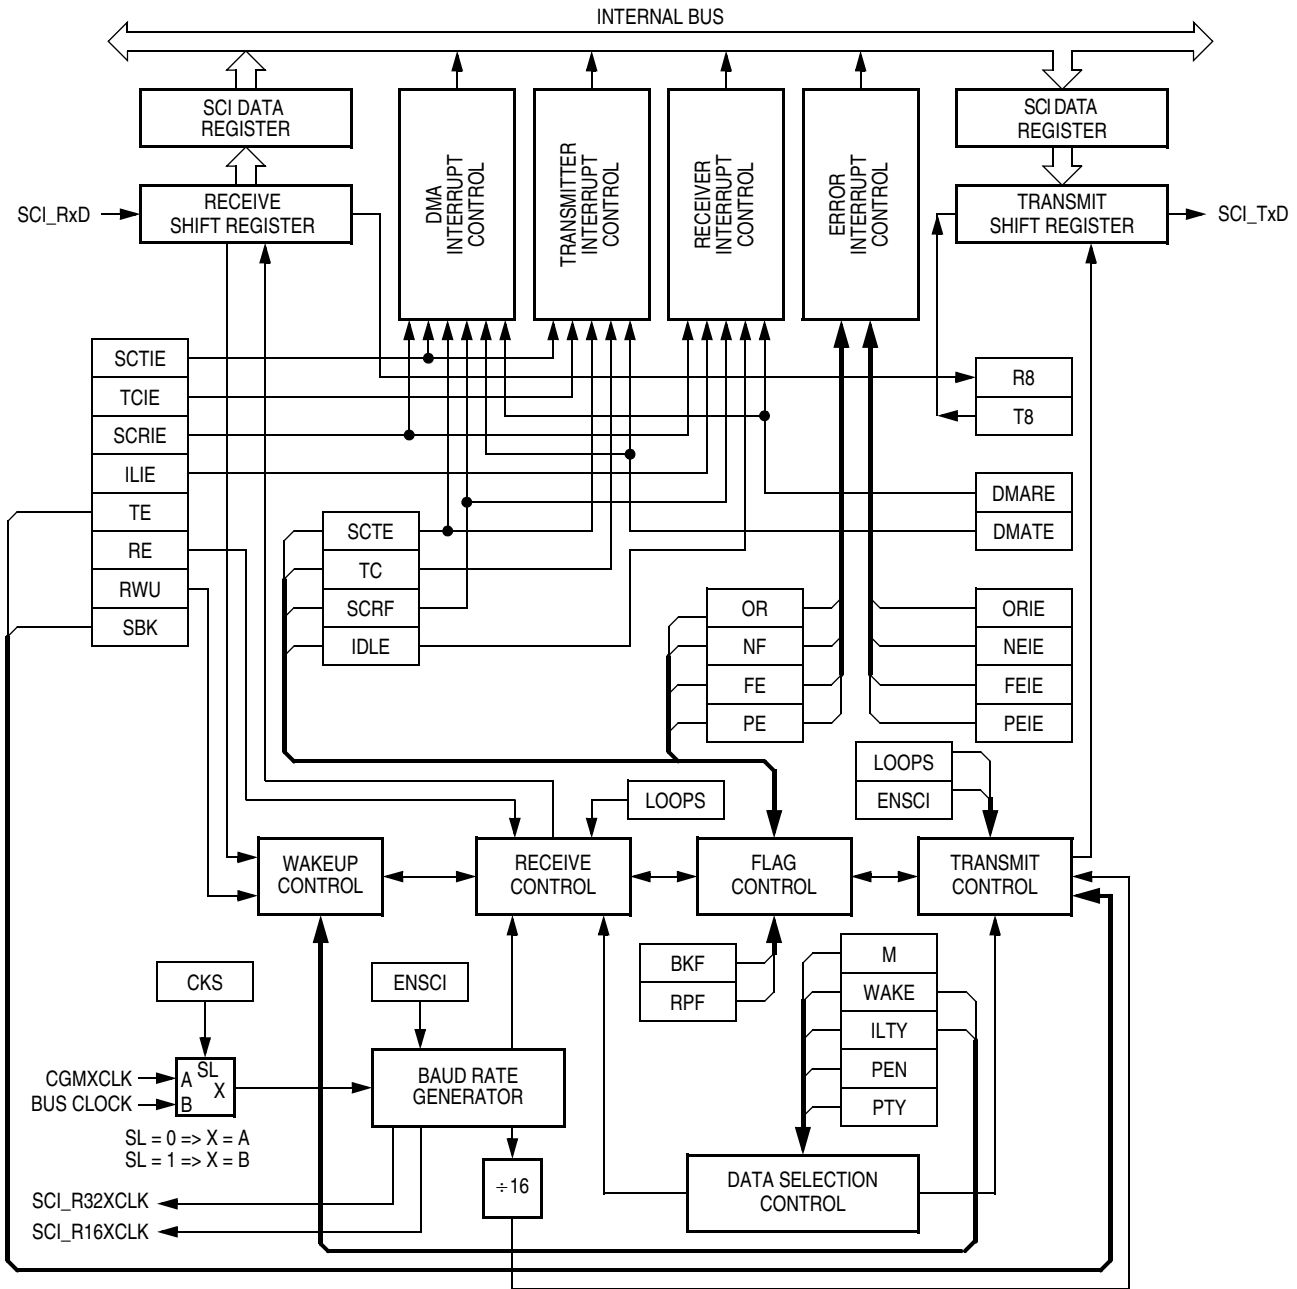 INTERNAL BUS
SCI DATA
REGISTER
SCI DATA
REGISTER
DMA
INTERRUPT
CONTROL
TRANSMITTER
INTERRUPT
CONTROL
RECEIVER
INTERRUPT
CONTROL
ERROR
INTERRUPT
CONTROL
SCI_RxD
RECEIVE
SHIFT REGISTER
TRANSMIT
SHIFT REGISTER
SCI_TxD
SCTIE
TCIE
SCRIE
ILIE
TE
RE
RWU
SBK
R8
T8
DMARE
DMATE
SCTE
TC
SCRF
IDLE
OR
NF
FE
PE
ORIE
NEIE
FEIE
PEIE
LOOPS
ENSCI
LOOPS
WAKEUP
CONTROL
RECEIVE
CONTROL
FLAG
CONTROL
TRANSMIT
CONTROL
BKF
RPF
M
WAKE
ILTY
PEN
PTY
CKS
ENSCI
CGMXCLK
BUS CLOCK
A
B
SL
X
SL = 0 => X = A
SL = 1 => X = B
BAUD RATE
GENERATOR
÷16
DATA SELECTION
CONTROL
SCI_R32XCLK
SCI_R16XCLK